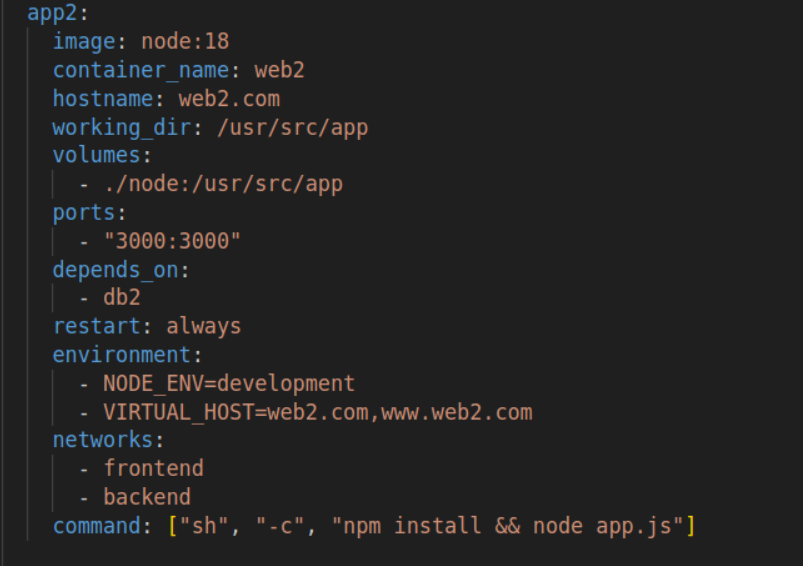 app2:
image: node:18
container_name: web2
hostname: web2.com
working_dir: /usr/src/app
volumes:
- ./node:/usr/src/app
ports:
- "3000:3000"
depends_on:
- db2
restart: always
environment:
- NODE_ENV=development
- VIRTUAL_HOST=web2.com,www.web2.com
networks:
- frontend
- backend
command: ["sh", "-c", "npm install && node app.js"]